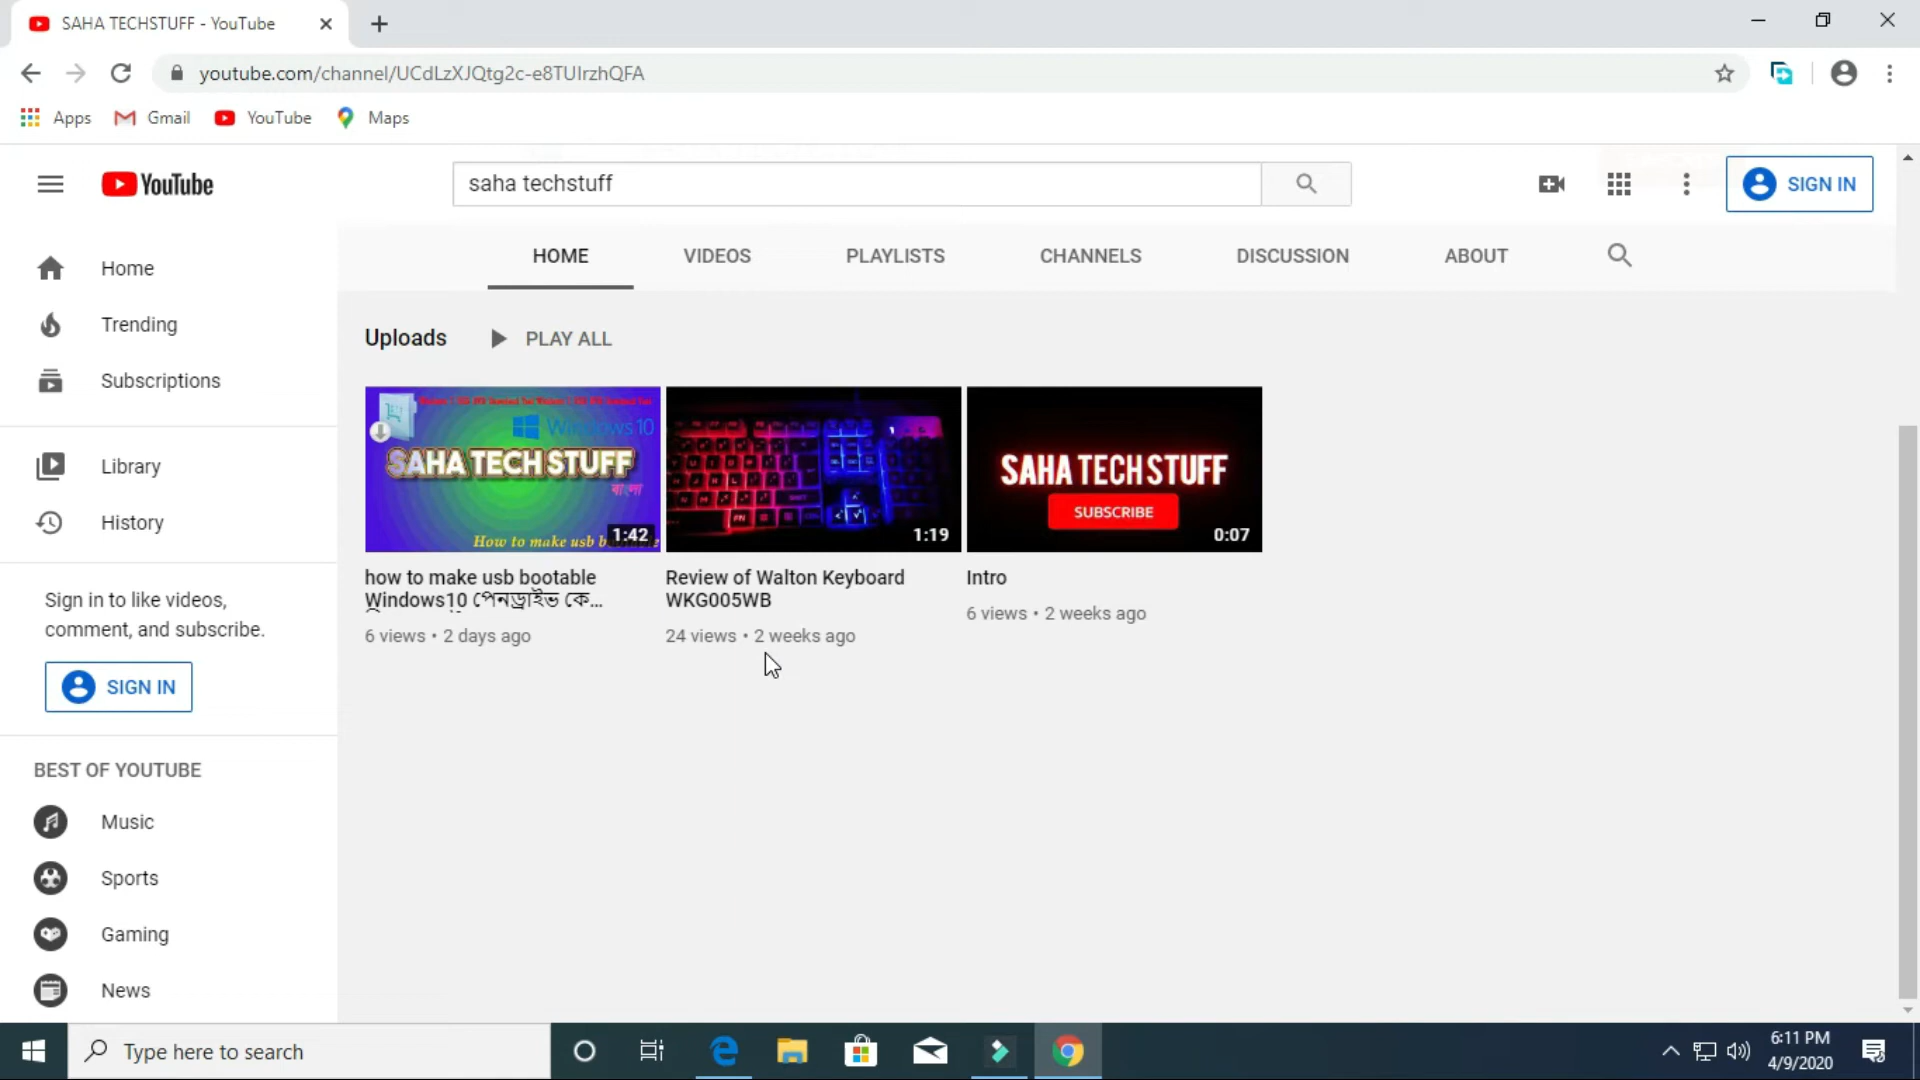 SAHA TECHSTUFF - YouTube
youtube.com/channel/UCdLzXJQtg2c-e8TUIrzhQFA
Apps Gmail YouTube Maps
YouTube
saha techstuff
SIGN IN
HOME VIDEOS PLAYLISTS CHANNELS DISCUSSION ABOUT
Home
Trending
Subscriptions
Library
History
Sign in to like videos,
comment, and subscribe.
SIGN IN
BEST OF YOUTUBE
Music
Sports
Gaming
News
Uploads PLAY ALL
Windows 10
SAHA TECH STUFF
বাংলা
1:42
How to make usb
how to make usb bootable
Windows10 পেনড্রাইভ কে...
6 views • 2 days ago
1:19
Review of Walton Keyboard
WKG005WB
24 views • 2 weeks ago
SAHA TECH STUFF
SUBSCRIBE
0:07
Intro
6 views • 2 weeks ago
Type here to search
6:11 PM
4/9/2020